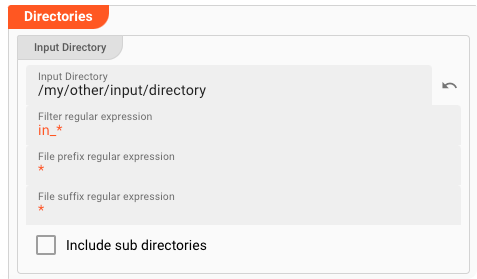 Directories
Input Directory
Input Directory
/my/other/input/directory
Filter regular expression
in_*
File prefix regular expression
*
File suffix regular expression
*
Include sub directories